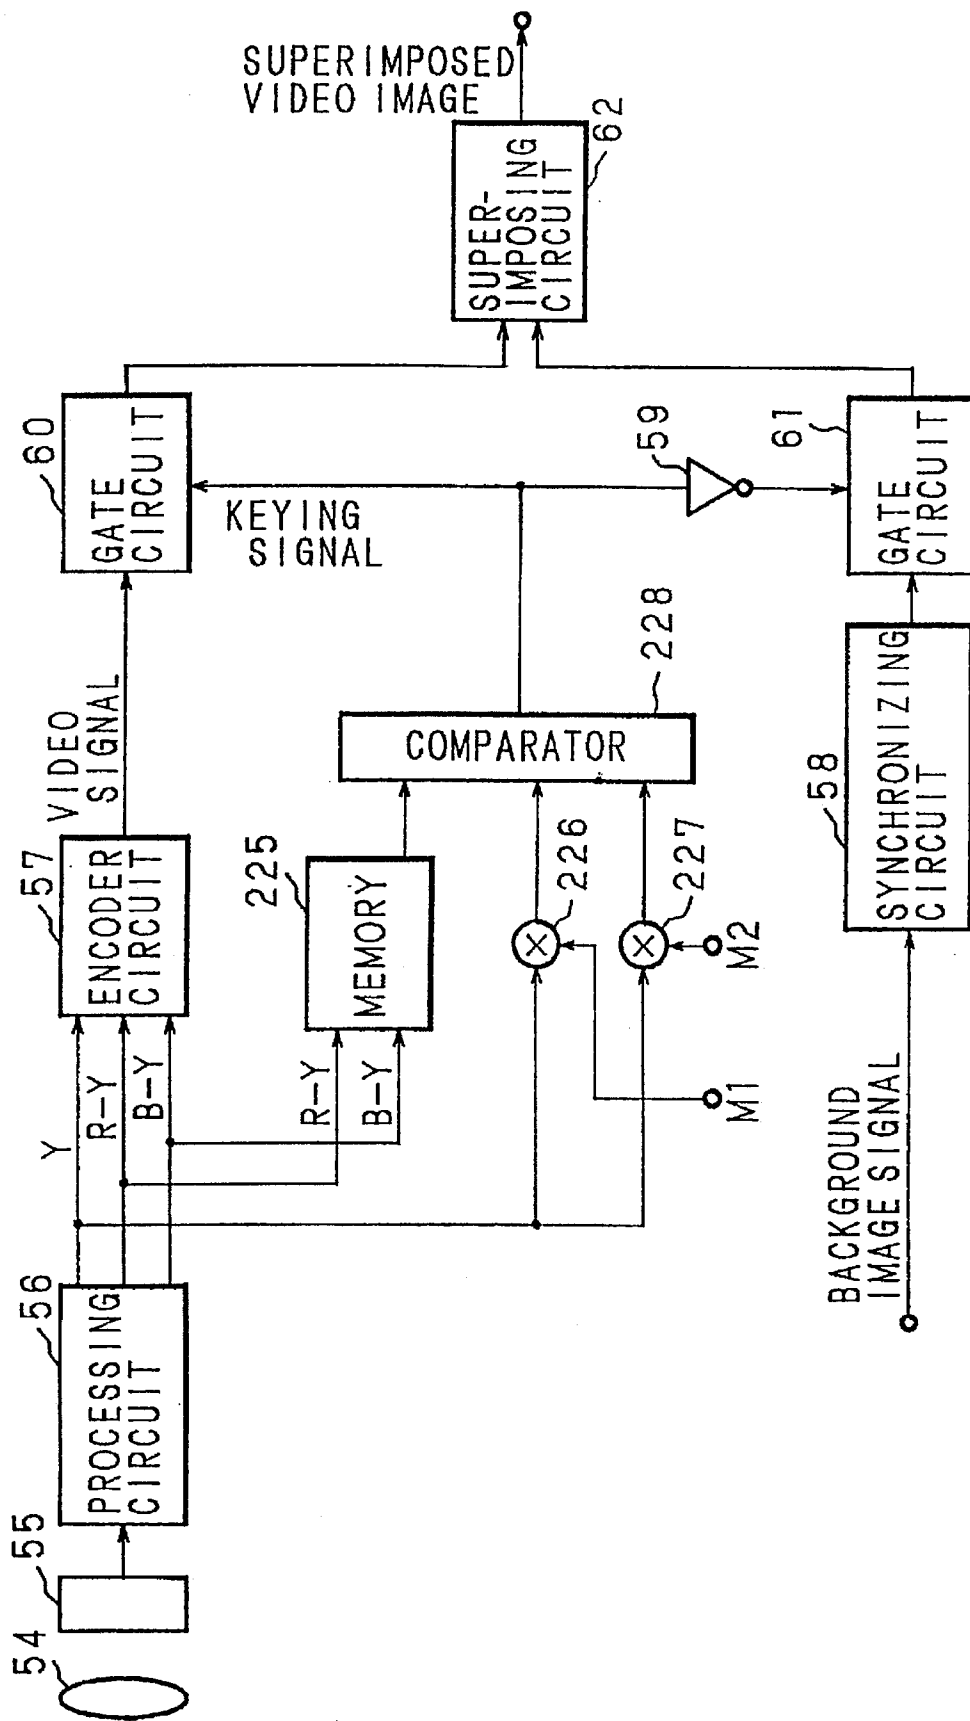 54
55
56
PROCESSING
CIRCUIT
Y
R-Y
B-Y
57
ENCODER
CIRCUIT
VIDEO
SIGNAL
60
GATE
CIRCUIT
R-Y
B-Y
225
MEMORY
226
227
M1
M2
COMPARATOR
228
KEYING
SIGNAL
59
BACKGROUND
IMAGE SIGNAL
58
SYNCHRONIZING
CIRCUIT
61
GATE
CIRCUIT
SUPER-
IMPOSING
CIRCUIT
62
SUPERIMPOSED
VIDEO IMAGE